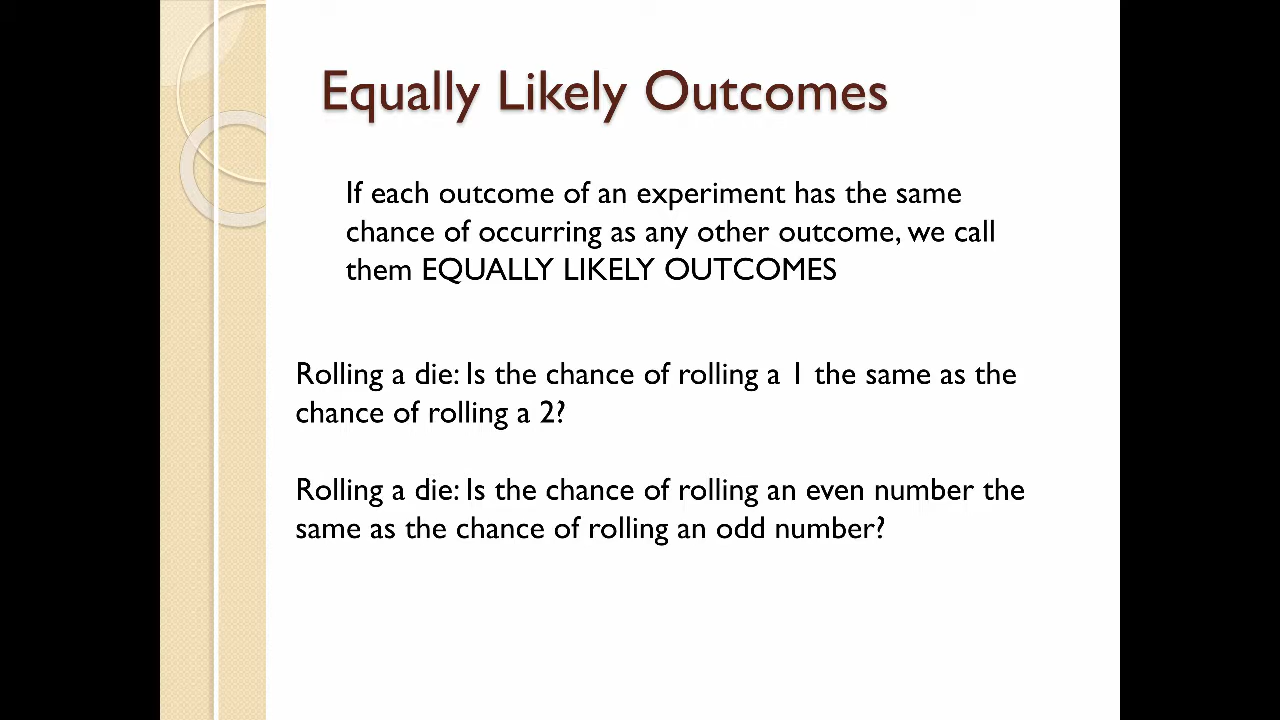 Equally Likely Outcomes
If each outcome of an experiment has the same
chance of occurring as any other outcome, we call
them EQUALLY LIKELY OUTCOMES
Rolling a die: Is the chance of rolling a 1 the same as the
chance of rolling a 2?
Rolling a die: Is the chance of rolling an even number the
same as the chance of rolling an odd number?